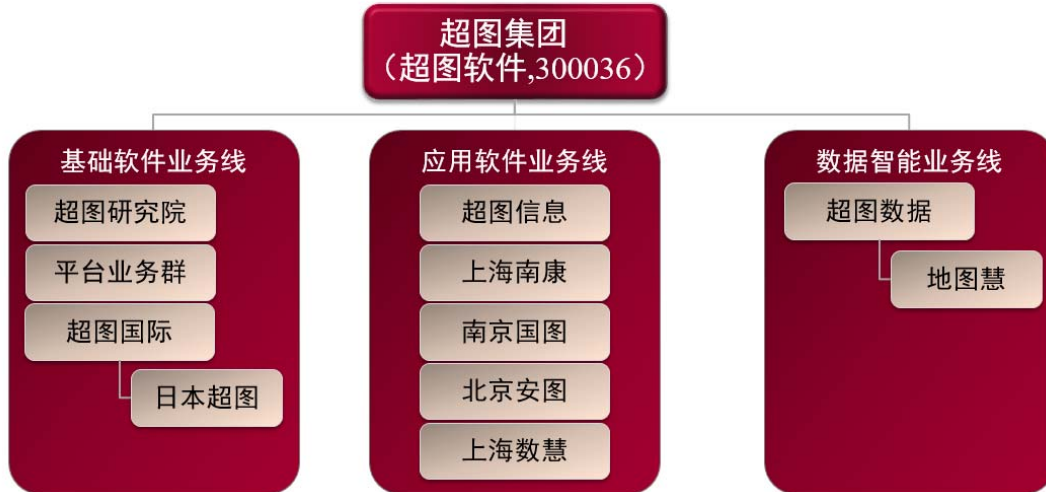 超图集团
（超图软件,300036）
基础软件业务线
超图研究院
平台业务群
超图国际
日本超图
应用软件业务线
超图信息
上海南康
南京国图
北京安图
上海数慧
数据智能业务线
超图数据
地图慧